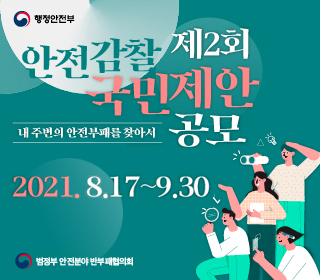 행정안전부
안전감찰 제2회
국민제안
공모
내 주변의 안전부패를 찾아서
2021. 8.17~9.30
범정부 안전분야 반부패협의회